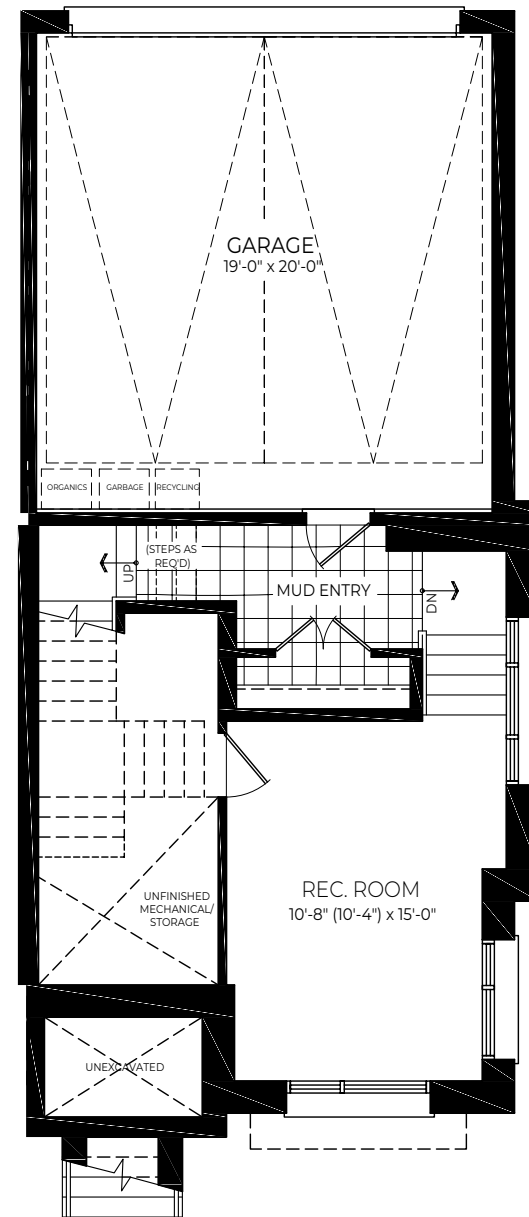 GARAGE
19'-0" x 20'-0"
ORGANICS
GARBAGE
RECYCLING
(STEPS AS
REQ'D)
UP
MUD ENTRY
DN
REC. ROOM
10'-8" (10'-4") x 15'-0"
UNFINISHED
MECHANICAL/
STORAGE
UNEXCAVATED